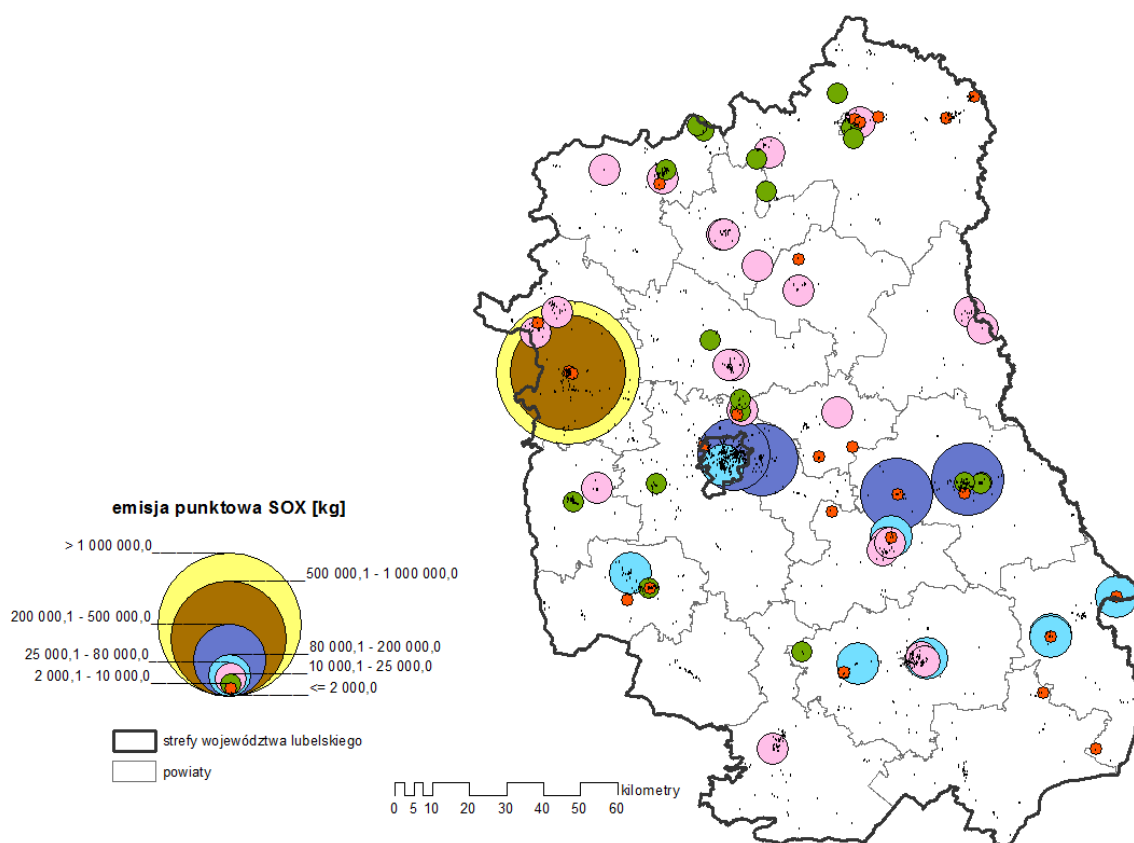 emisja punktowa SOX [kg]
> 1 000 000,0
500 000,1 - 1 000 000,0
200 000,1 - 500 000,0
80 000,1 - 200 000,0
25 000,1 - 80 000,0
10 000,1 - 25 000,0
2 000,1 - 10 000,0
<= 2 000,0
strefy województwa lubelskiego
powiaty
kilometry
0 5 10 20 30 40 50 60